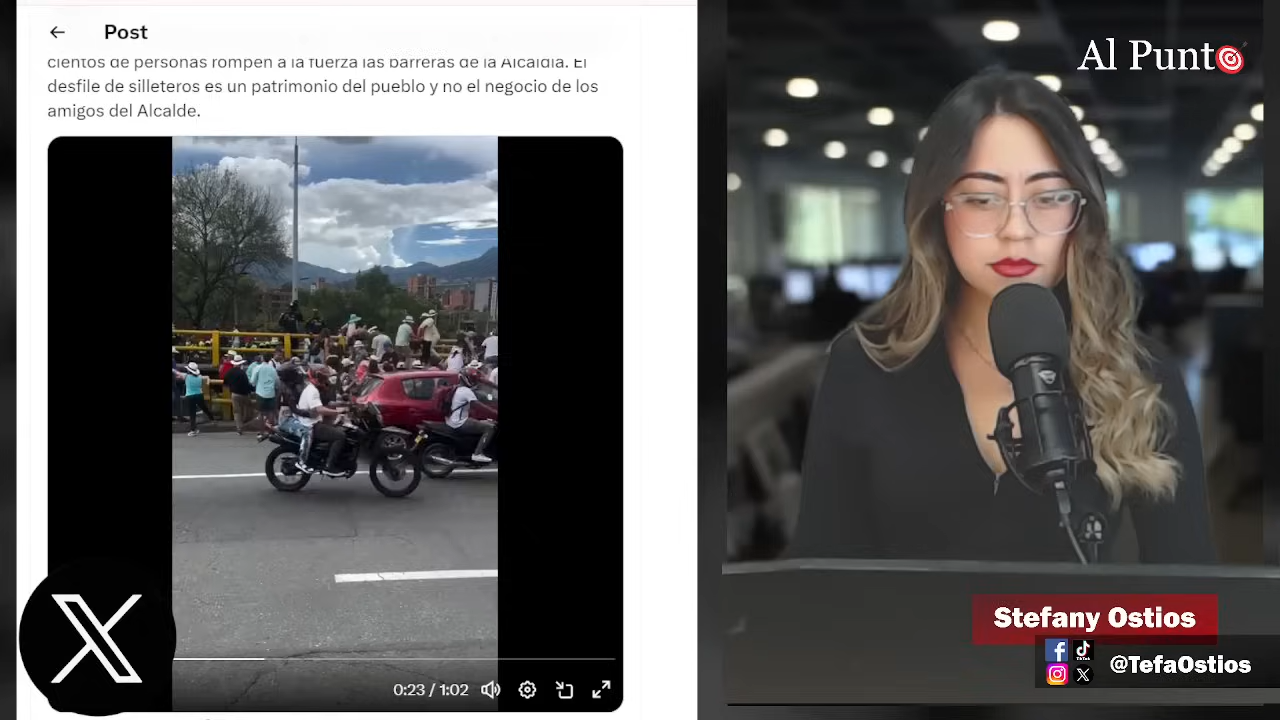 Post
cientos de personas rompen a la fuerza las barreras de la Alcaldía. El
desfile de silleteros es un patrimonio del pueblo y no el negocio de los
amigos del Alcalde.
0:23 / 1:02
Al Punto
Stefany Ostios
@TefaOstios